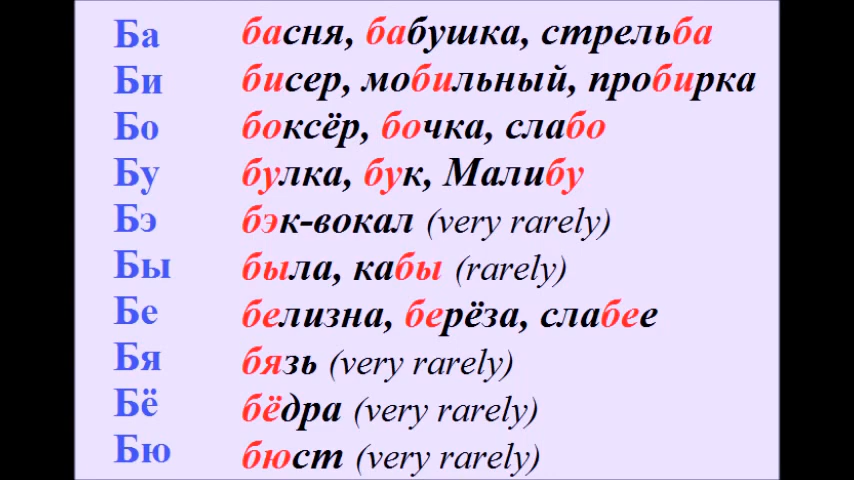 Ба басня, бабушка, стрельба
Би бисер, мобильный, пробирка
Бо боксёр, бочка, слабо
Бу булка, бук, Малибу
Бэ бэк-вокал (very rarely)
Бы была, кабы (rarely)
Бе белизна, берёза, слабее
Бя бязь (very rarely)
Бё бёдра (very rarely)
Бю бюст (very rarely)